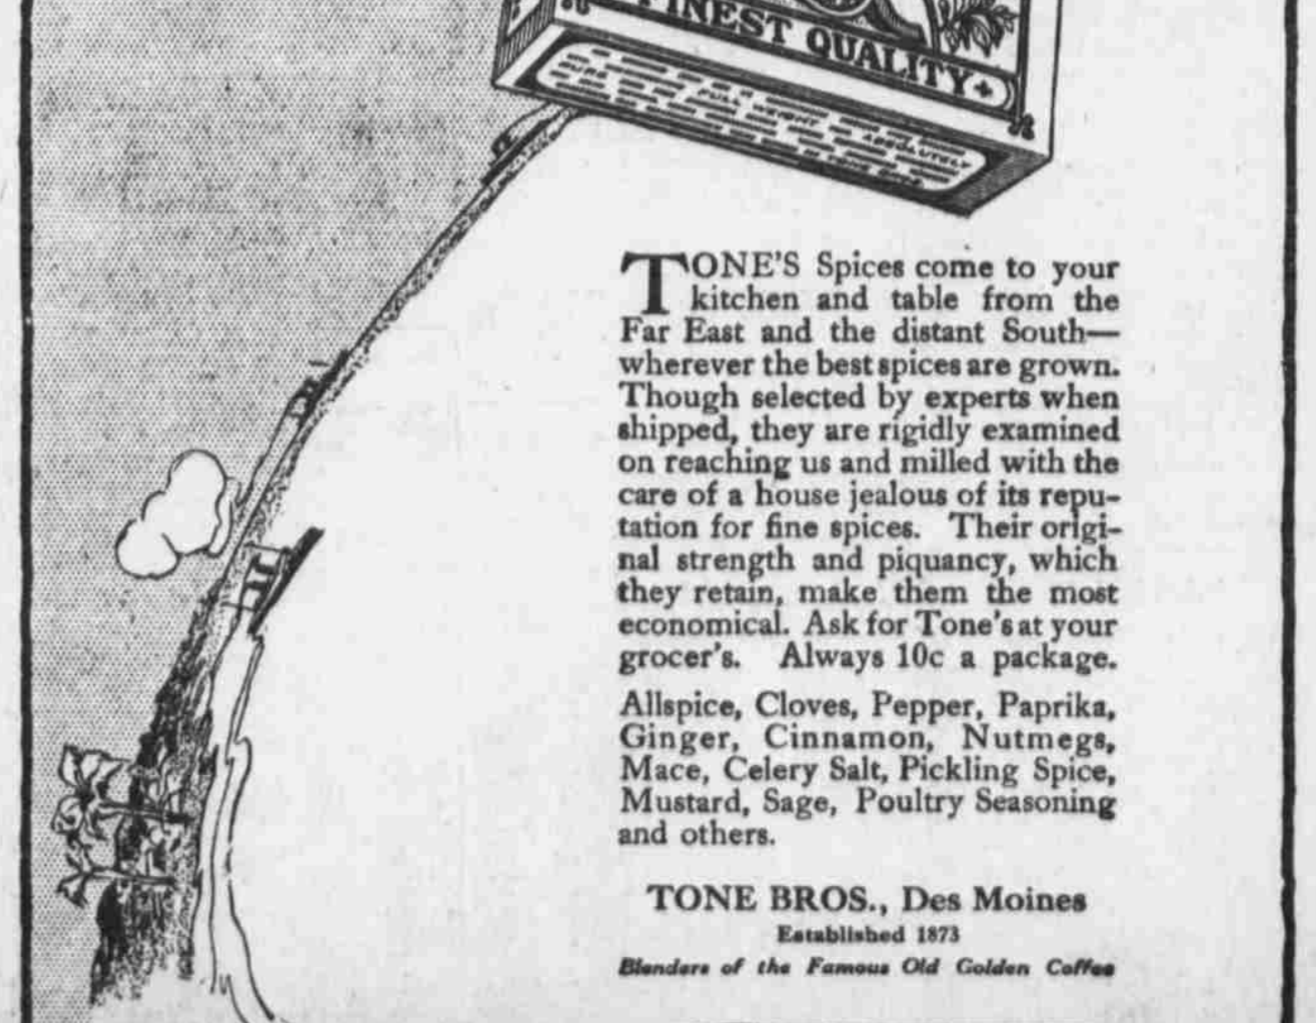 FINEST QUALITY
FULL WEIGHT
ABSOLUTELY
TONE'S Spices come to your
kitchen and table from the
Far East and the distant South—
wherever the best spices are grown.
Though selected by experts when
shipped, they are rigidly examined
on reaching us and milled with the
care of a house jealous of its repu-
tation for fine spices. Their origi-
nal strength and piquancy, which
they retain, make them the most
economical. Ask for Tone's at your
grocer's. Always 10c a package.
Allspice, Cloves, Pepper, Paprika,
Ginger, Cinnamon, Nutmegs,
Mace, Celery Salt, Pickling Spice,
Mustard, Sage, Poultry Seasoning
and others.
TONE BROS., Des Moines
Established 1873
Blenders of the Famous Old Golden Coffee